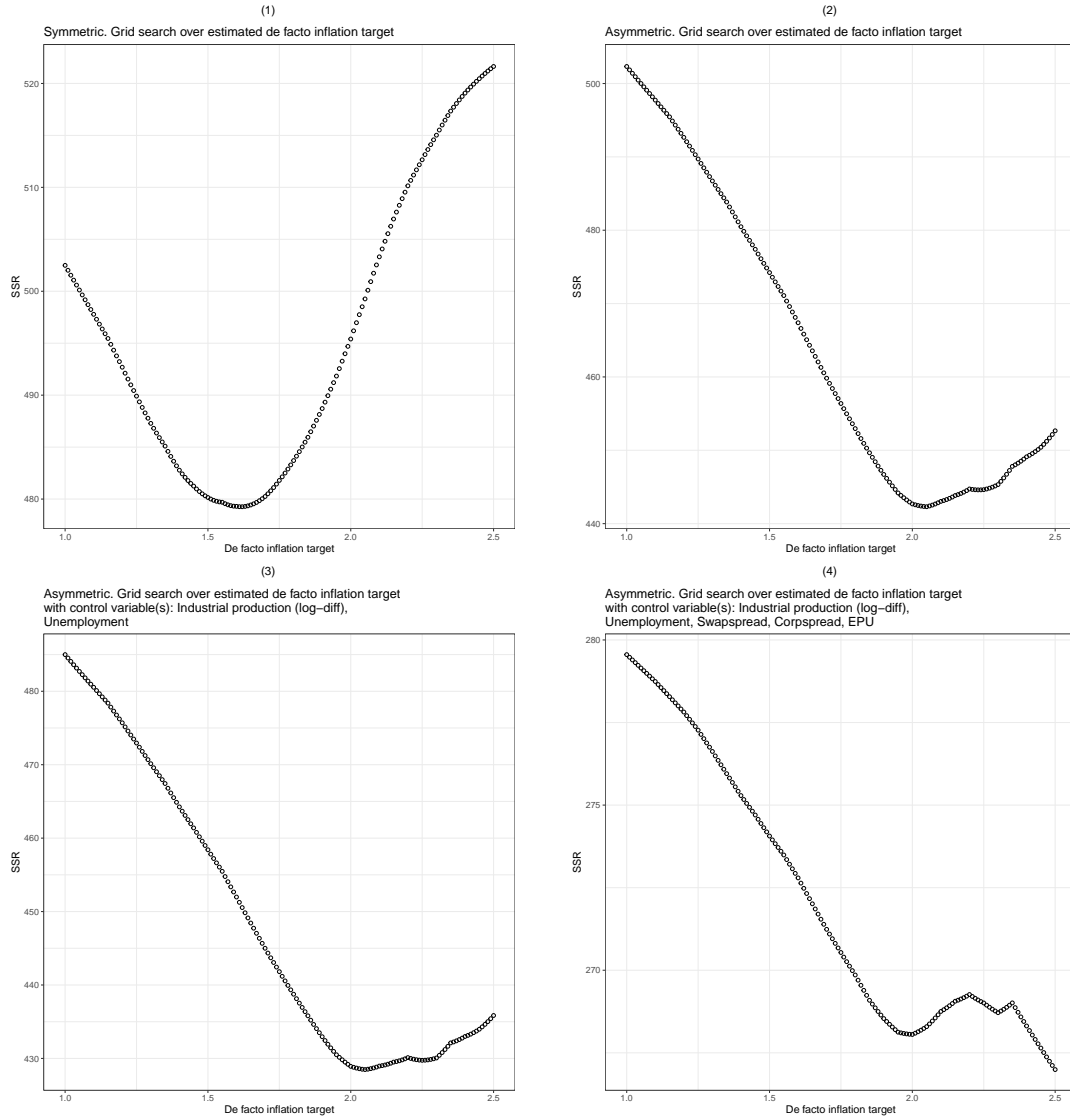 (1)
Symmetric. Grid search over estimated de facto inflation target
520
510
500
490
480
SSR
1.0 1.5 2.0 2.5
De facto inflation target
(2)
Asymmetric. Grid search over estimated de facto inflation target
500
480
460
440
SSR
1.0 1.5 2.0 2.5
De facto inflation target
(3)
Asymmetric. Grid search over estimated de facto inflation target
with control variable(s): Industrial production (log−diff),
Unemployment
480
470
460
450
440
430
SSR
1.0 1.5 2.0 2.5
De facto inflation target
(4)
Asymmetric. Grid search over estimated de facto inflation target
with control variable(s): Industrial production (log−diff),
Unemployment, Swapspread, Corpspread, EPU
280
275
270
SSR
1.0 1.5 2.0 2.5
De facto inflation target